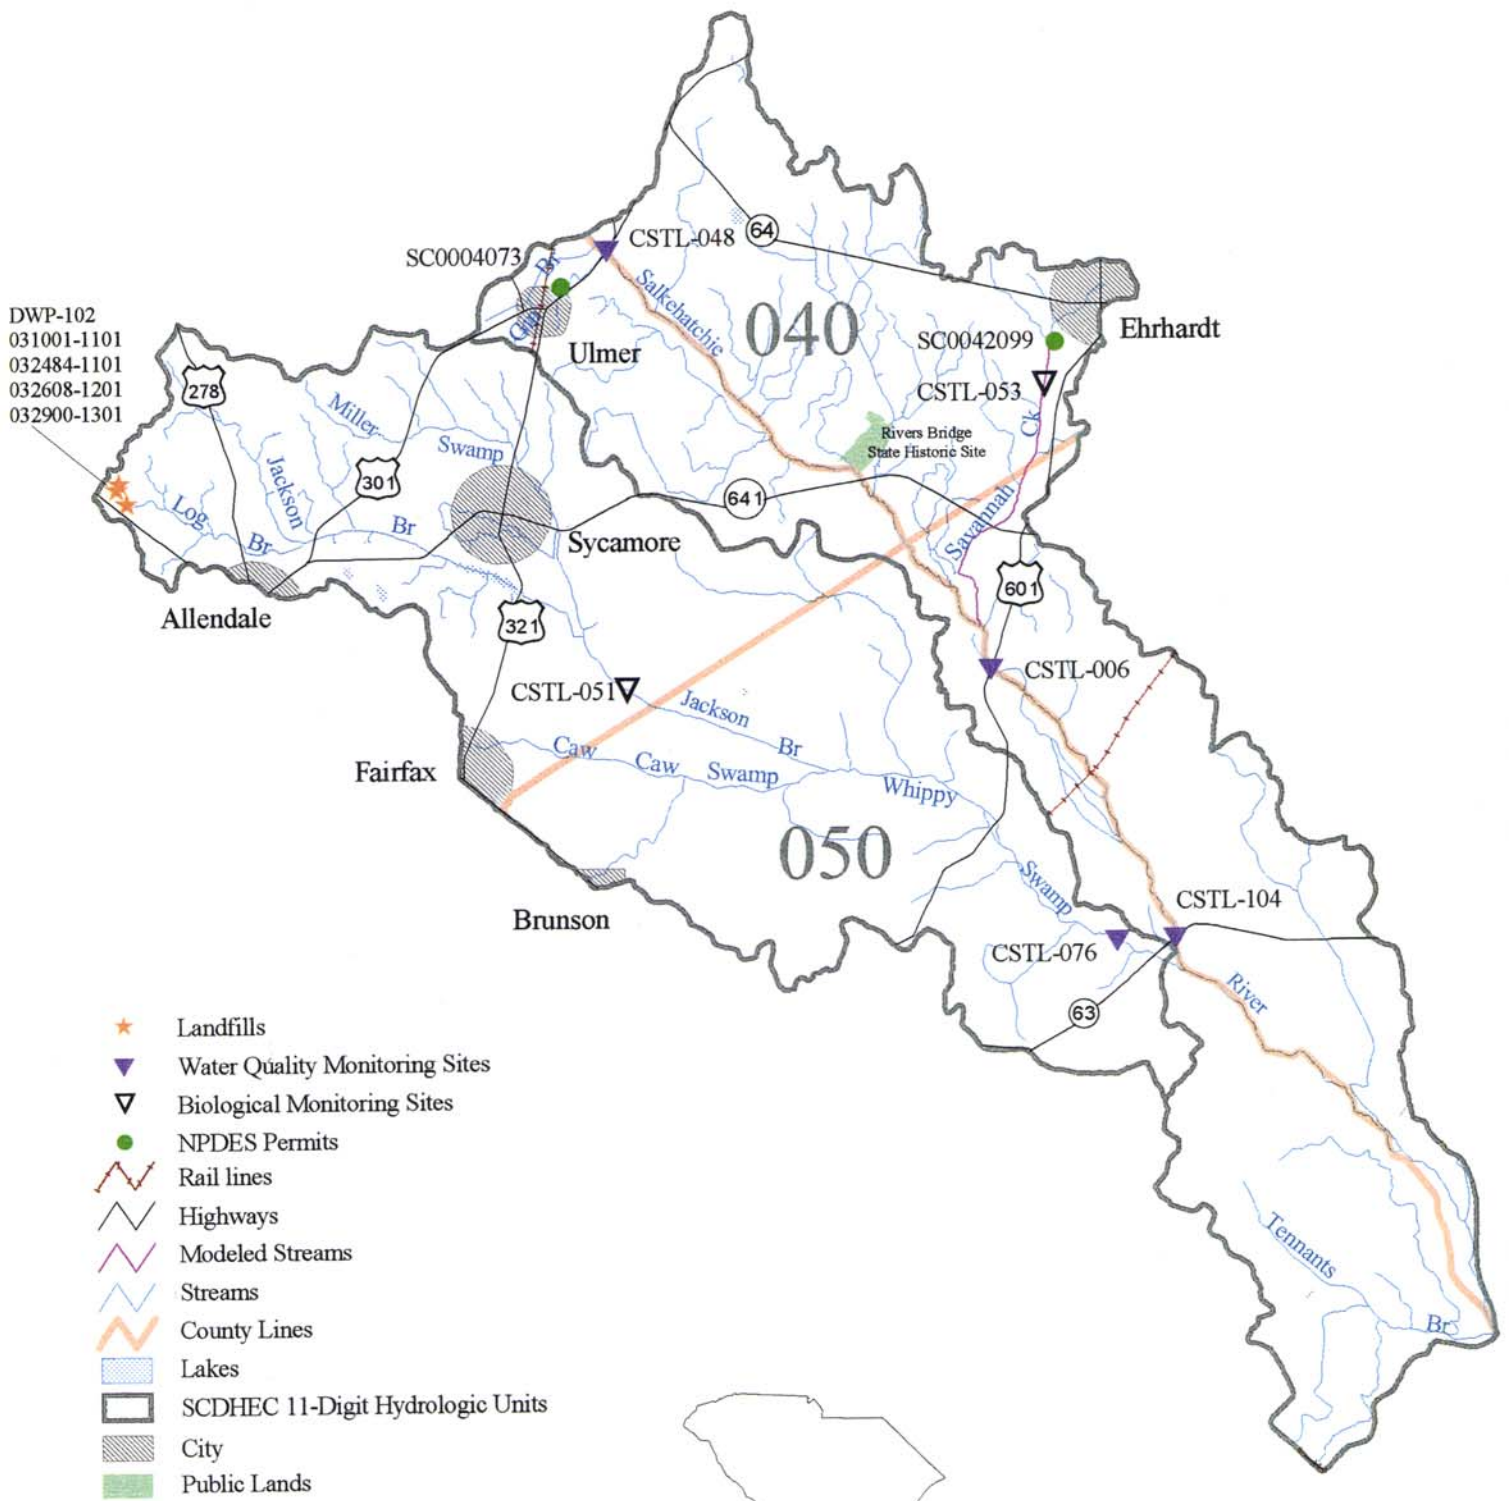 SC0004073
CSTL-048
64
Gin
Br
Salkehatchie
040
Ehrhardt
SC0042099
CSTL-053
Ulmer
DWP-102
031001-1101
032484-1101
032608-1201
032900-1301
278
Miller
Swamp
301
Jackson
Br
Log
Br
Rivers Bridge
State Historic Site
Ck
Savannah
641
Sycamore
Allendale
321
601
CSTL-006
CSTL-051
Jackson
Br
Caw
Caw
Swamp
Whippy
Swamp
Fairfax
050
Brunson
CSTL-104
CSTL-076
River
63
Tennants
Br
Landfills
Water Quality Monitoring Sites
Biological Monitoring Sites
NPDES Permits
Rail lines
Highways
Modeled Streams
Streams
County Lines
Lakes
SCDHEC 11-Digit Hydrologic Units
City
Public Lands